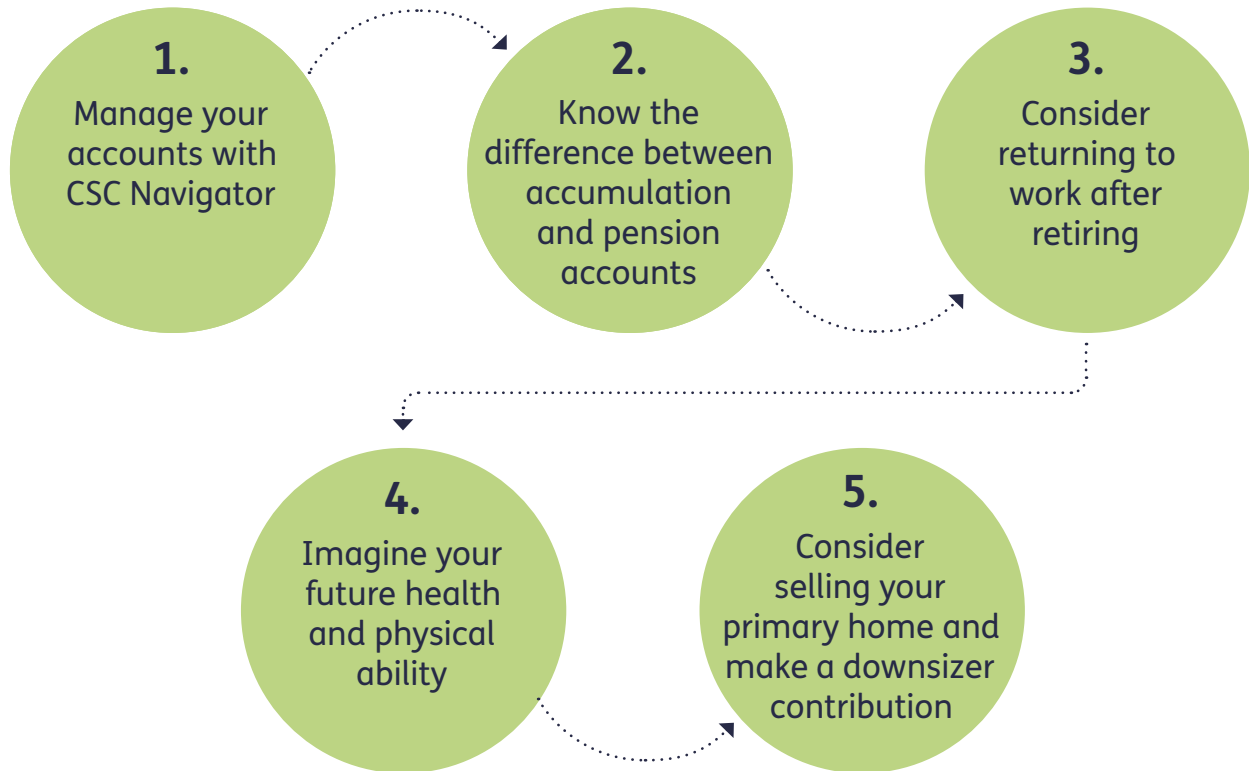 1.
Manage your
accounts with
CSC Navigator
2.
Know the
difference between
accumulation
and pension
accounts
3.
Consider
returning to
work after
retiring
4.
Imagine your
future health
and physical
ability
5.
Consider
selling your
primary home and
make a downsizer
contribution